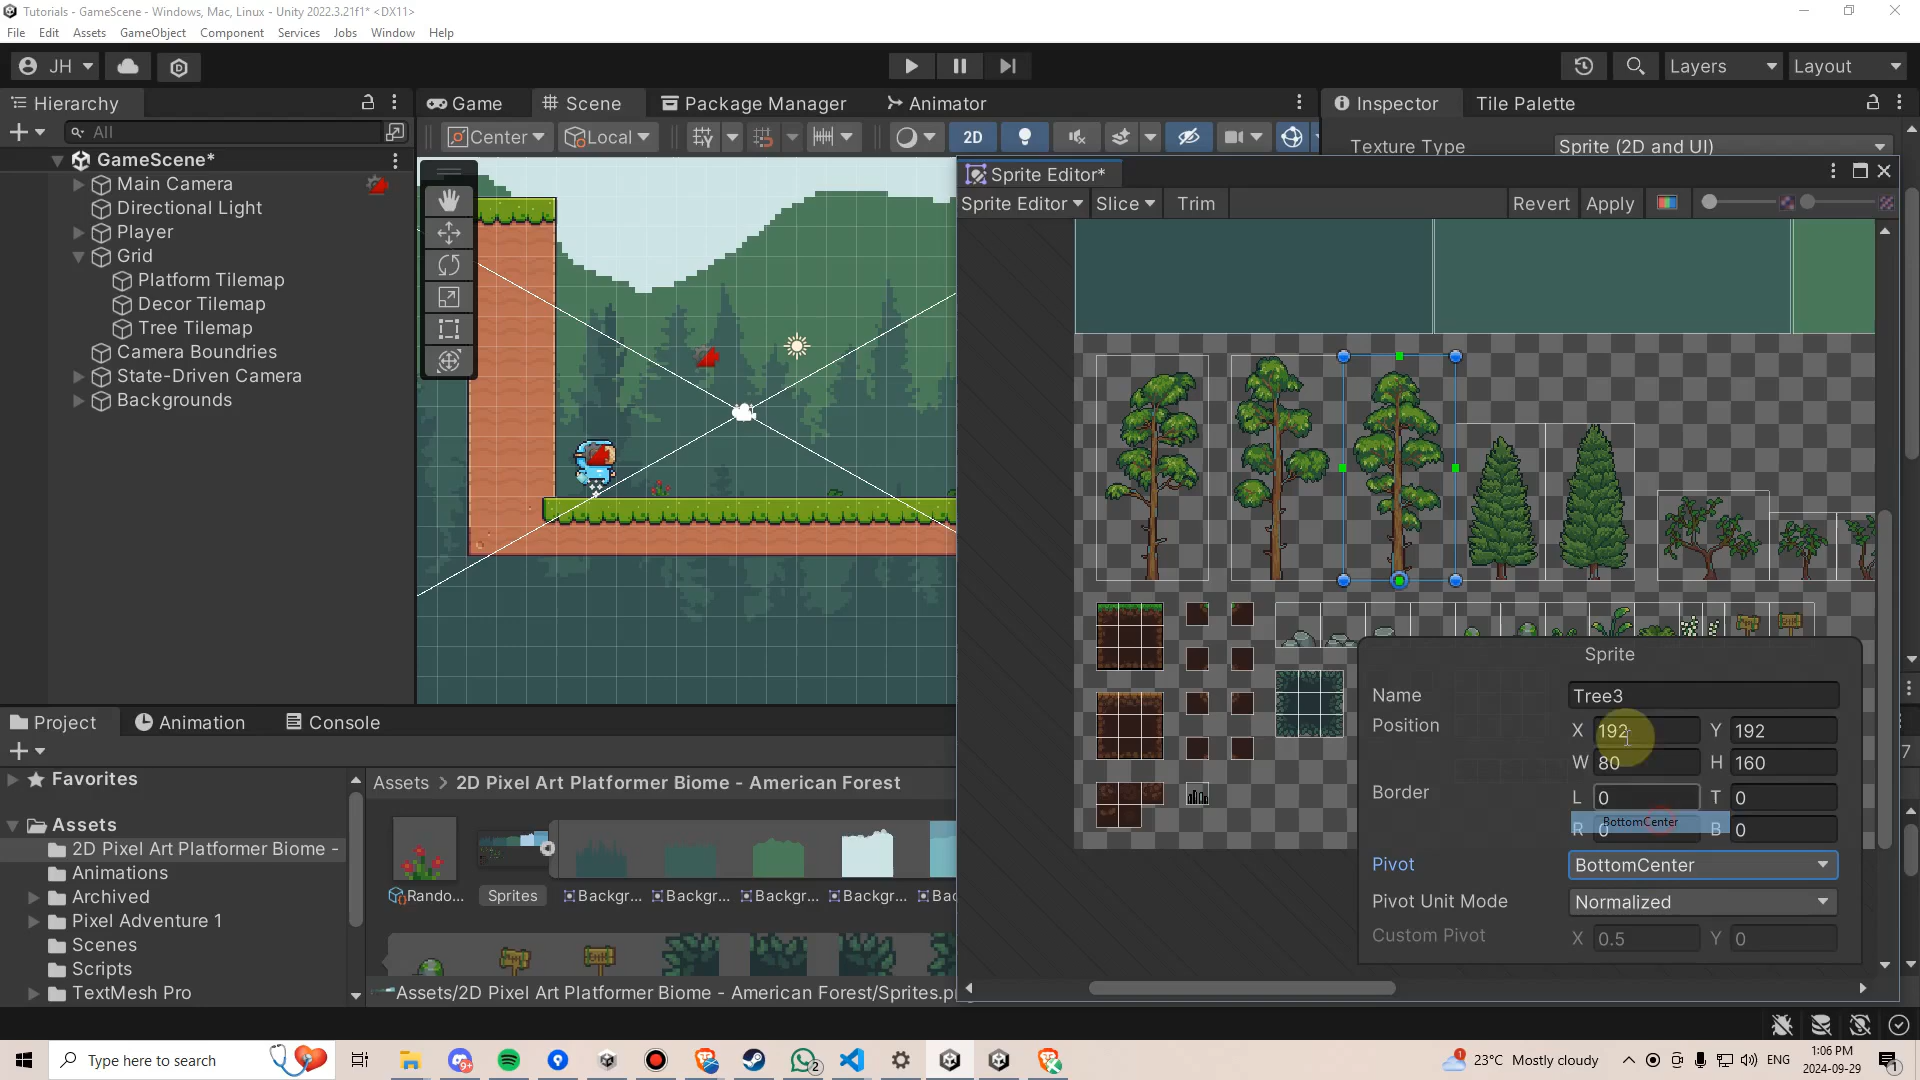 Tutorials - GameScene - Windows, Mac, Linux - Unity 2022.3.21f1* <DX11>
File Edit Assets GameObject Component Services Jobs Window Help
JH Layers Layout
Hierarchy Game Scene Package Manager Animator Inspector Tile Palette
All Center Local 2D Texture Type Sprite (2D and UI)
GameScene*
Main Camera
Directional Light
Player
Grid
Platform Tilemap
Decor Tilemap
Tree Tilemap
Camera Boundries
State-Driven Camera
Backgrounds
Sprite Editor*
Sprite Editor Slice Trim Revert Apply
Sprite
Name Tree3
Position X 192 Y 192
W 80 H 160
Border L 0 T 0
R 0 B 0
BottomCenter
Pivot BottomCenter
Pivot Unit Mode Normalized
Custom Pivot X 0.5 Y 0
Project Animation Console
Favorites
Assets
2D Pixel Art Platformer Biome -
Animations
Archived
Pixel Adventure 1
Scenes
Scripts
TextMesh Pro
Assets > 2D Pixel Art Platformer Biome - American Forest
Rando... Sprites Backgr... Backgr... Backgr... Backgr... Backg
Assets/2D Pixel Art Platformer Biome - American Forest/Sprites.p
7
Type here to search
9+
2
1
23°C Mostly cloudy
ENG
1:06 PM
2024-09-29
1